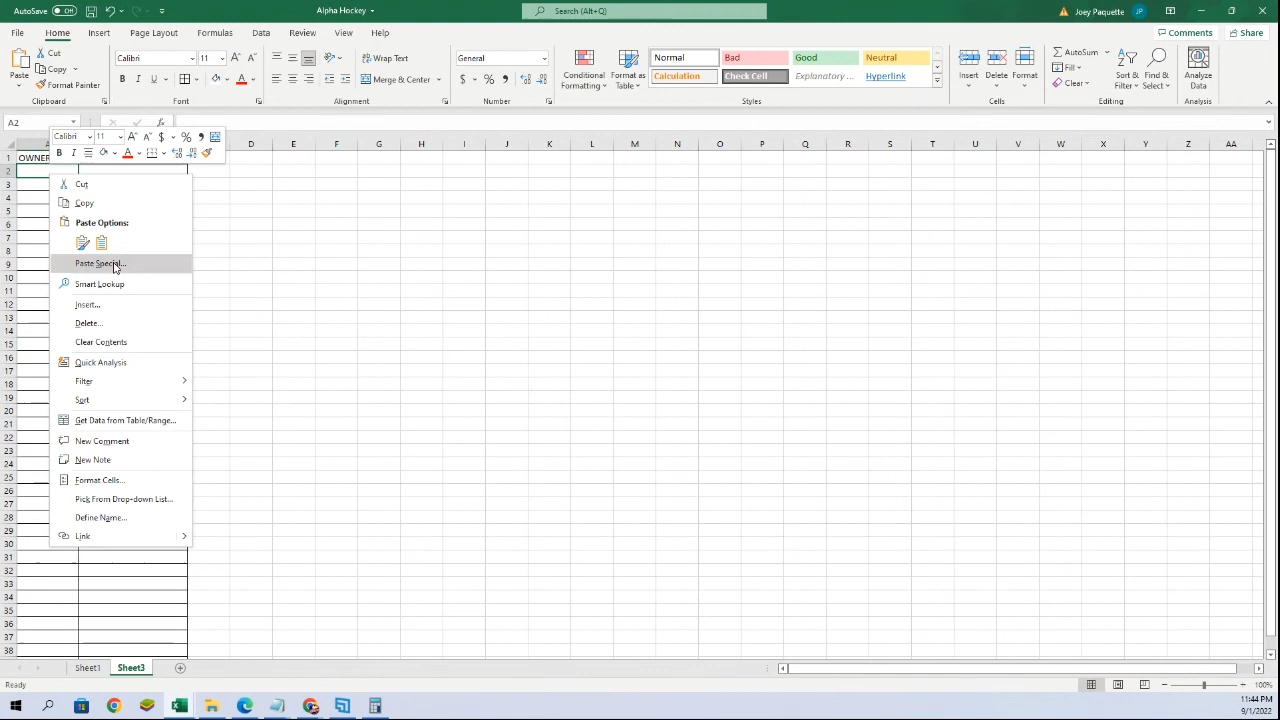 AutoSave Off Alpha Hockey Search (Alt+Q) Joey Paquette JP
File Home Insert Page Layout Formulas Data Review View Help Comments Share
Paste Cut Copy Format Painter Clipboard
Calibri 11 A A B I U A Font
Wrap Text Merge & Center Alignment
General $ % , Number
Conditional Formatting Format as Table
Normal Bad Good Neutral
Calculation Check Cell Explanatory ... Hyperlink
Styles
Insert Delete Format Cells
AutoSum Fill Clear Sort & Filter Find & Select Editing
Analyze Data Analysis
A2 fx
Calibri 11 A A $ % ,
B I A
D E F G H I J K L M N O P Q R S T U V W X Y Z AA
1 OWNER
2
3
4
5
6
7
8
9
10
11
12
13
14
15
16
17
18
19
20
21
22
23
24
25
26
27
28
29
30
31
32
33
34
35
36
37
38
Cut
Copy
Paste Options:
Paste Special...
Smart Lookup
Insert...
Delete...
Clear Contents
Quick Analysis
Filter
Sort
Get Data from Table/Range...
New Comment
New Note
Format Cells...
Pick From Drop-down List...
Define Name...
Link
Sheet1 Sheet3
Ready 100%
11:44 PM
9/1/2022